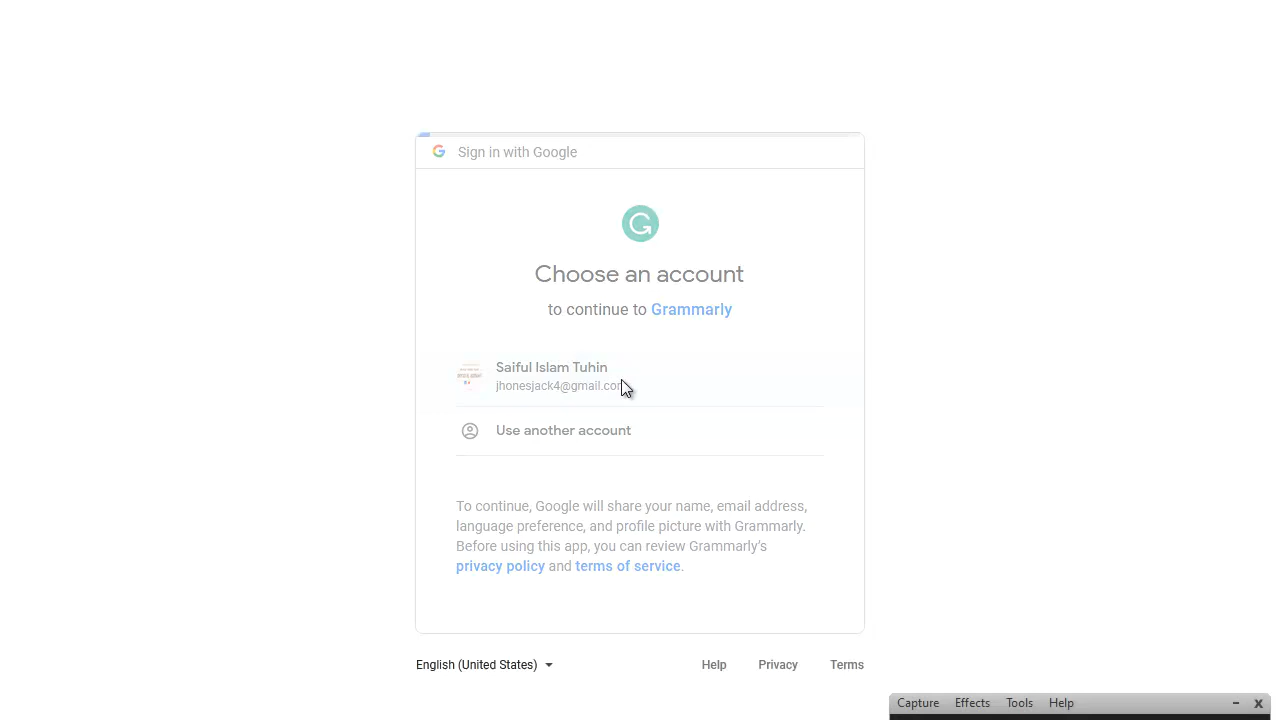 Sign in with Google
Choose an account
to continue to Grammarly
Saiful Islam Tuhin
jhonesjack4@gmail.com
Use another account
To continue, Google will share your name, email address,
language preference, and profile picture with Grammarly.
Before using this app, you can review Grammarly's
privacy policy and terms of service.
English (United States) Help Privacy Terms
Capture Effects Tools Help